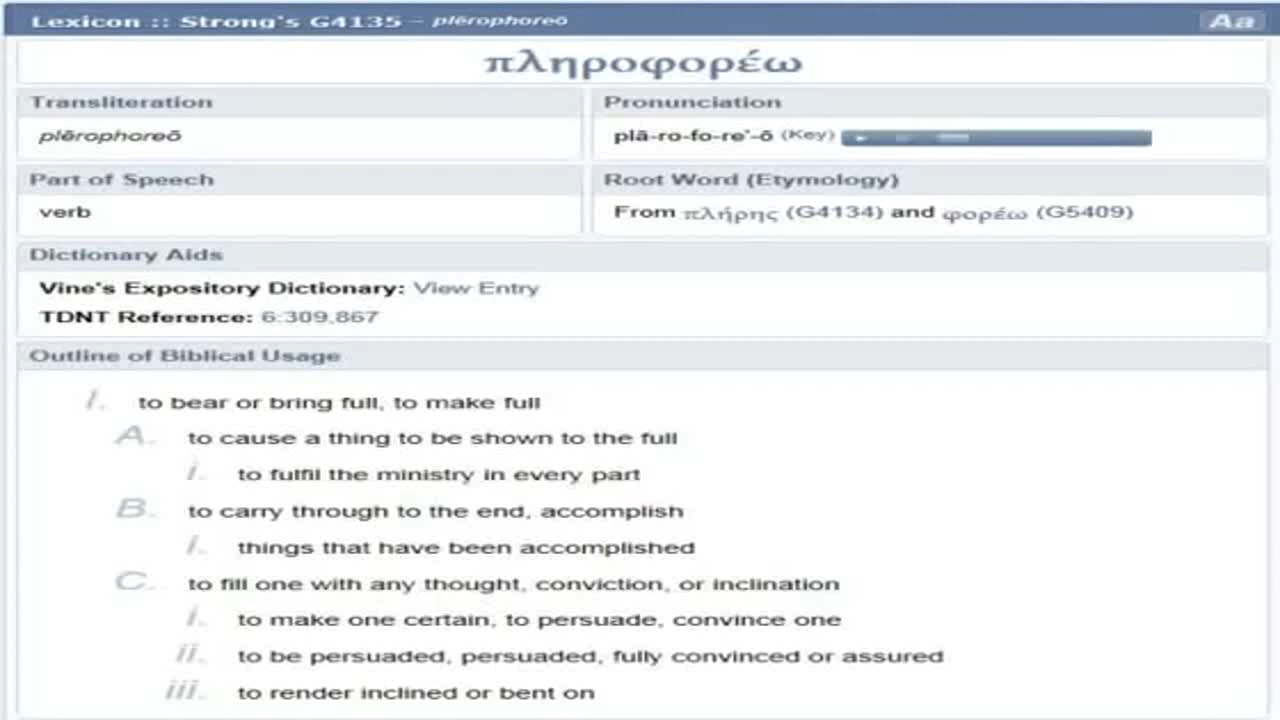 Lexicon :: Strong's G4135 – plērophoreō Aa
πληροφορέω
Transliteration
plērophoreō
Pronunciation
plā-ro-fo-re'-ō (Key)
Part of Speech
verb
Root Word (Etymology)
From πλήρης (G4134) and φορέω (G5409)
Dictionary Aids
Vine's Expository Dictionary: View Entry
TDNT Reference: 6:309,867
Outline of Biblical Usage
I. to bear or bring full, to make full
A. to cause a thing to be shown to the full
i. to fulfil the ministry in every part
B. to carry through to the end, accomplish
i. things that have been accomplished
C. to fill one with any thought, conviction, or inclination
i. to make one certain, to persuade, convince one
ii. to be persuaded, persuaded, fully convinced or assured
iii. to render inclined or bent on